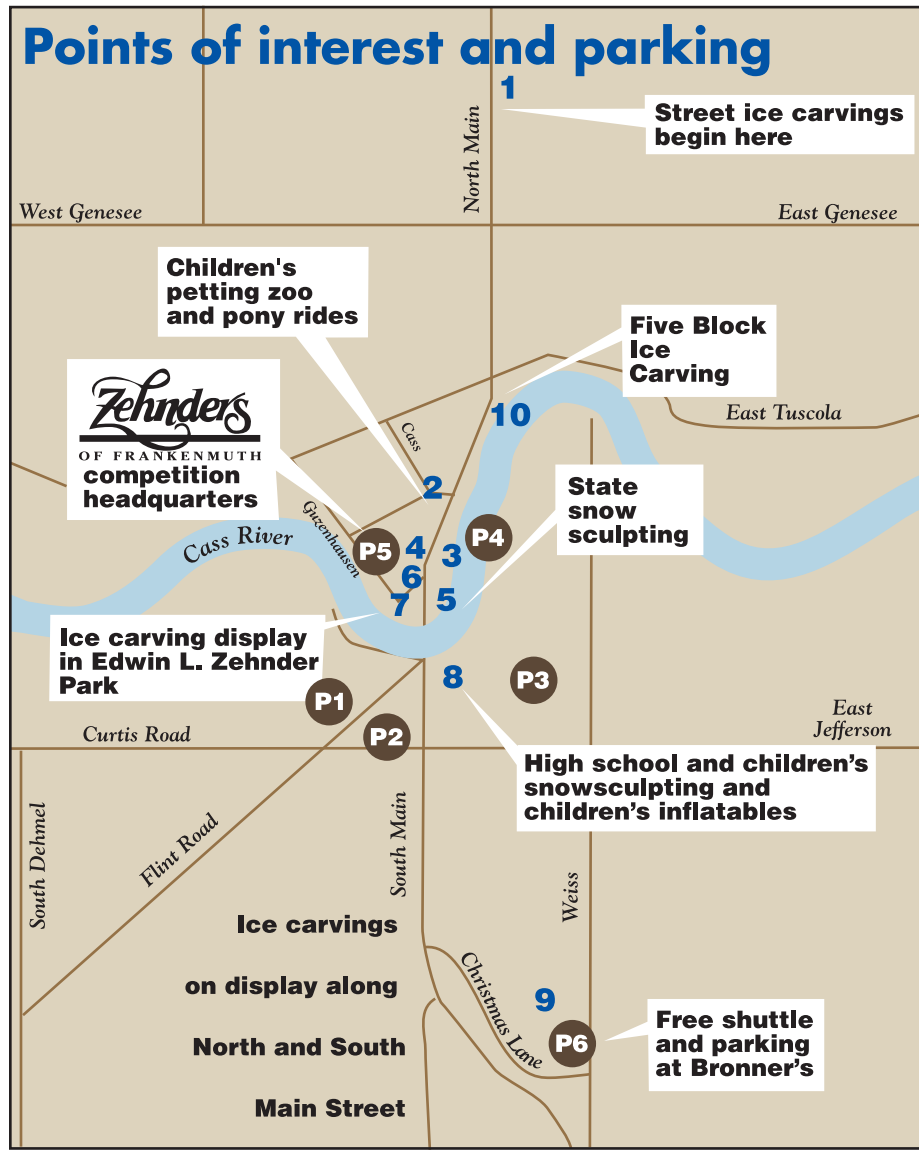 Points of interest and parking
1
North Main
Street ice carvings
begin here
West Genesee
East Genesee
Children's
petting zoo
and pony rides
Five Block
Ice
Carving
Zehnders
OF FRANKENMUTH
competition
headquarters
10
East Tuscola
Cass
2
State
snow
sculpting
Guzenhausen
Cass River
P5
4
3
P4
6
7
5
Ice carving display
in Edwin L. Zehnder
Park
8
P3
P1
P2
Curtis Road
East
Jefferson
High school and children’s
snowsculpting and
children’s inflatables
South Dehmel
Flint Road
South Main
Weiss
Ice carvings
on display along
North and South
Main Street
Christmas Lane
9
P6
Free shuttle
and parking
at Bronner’s